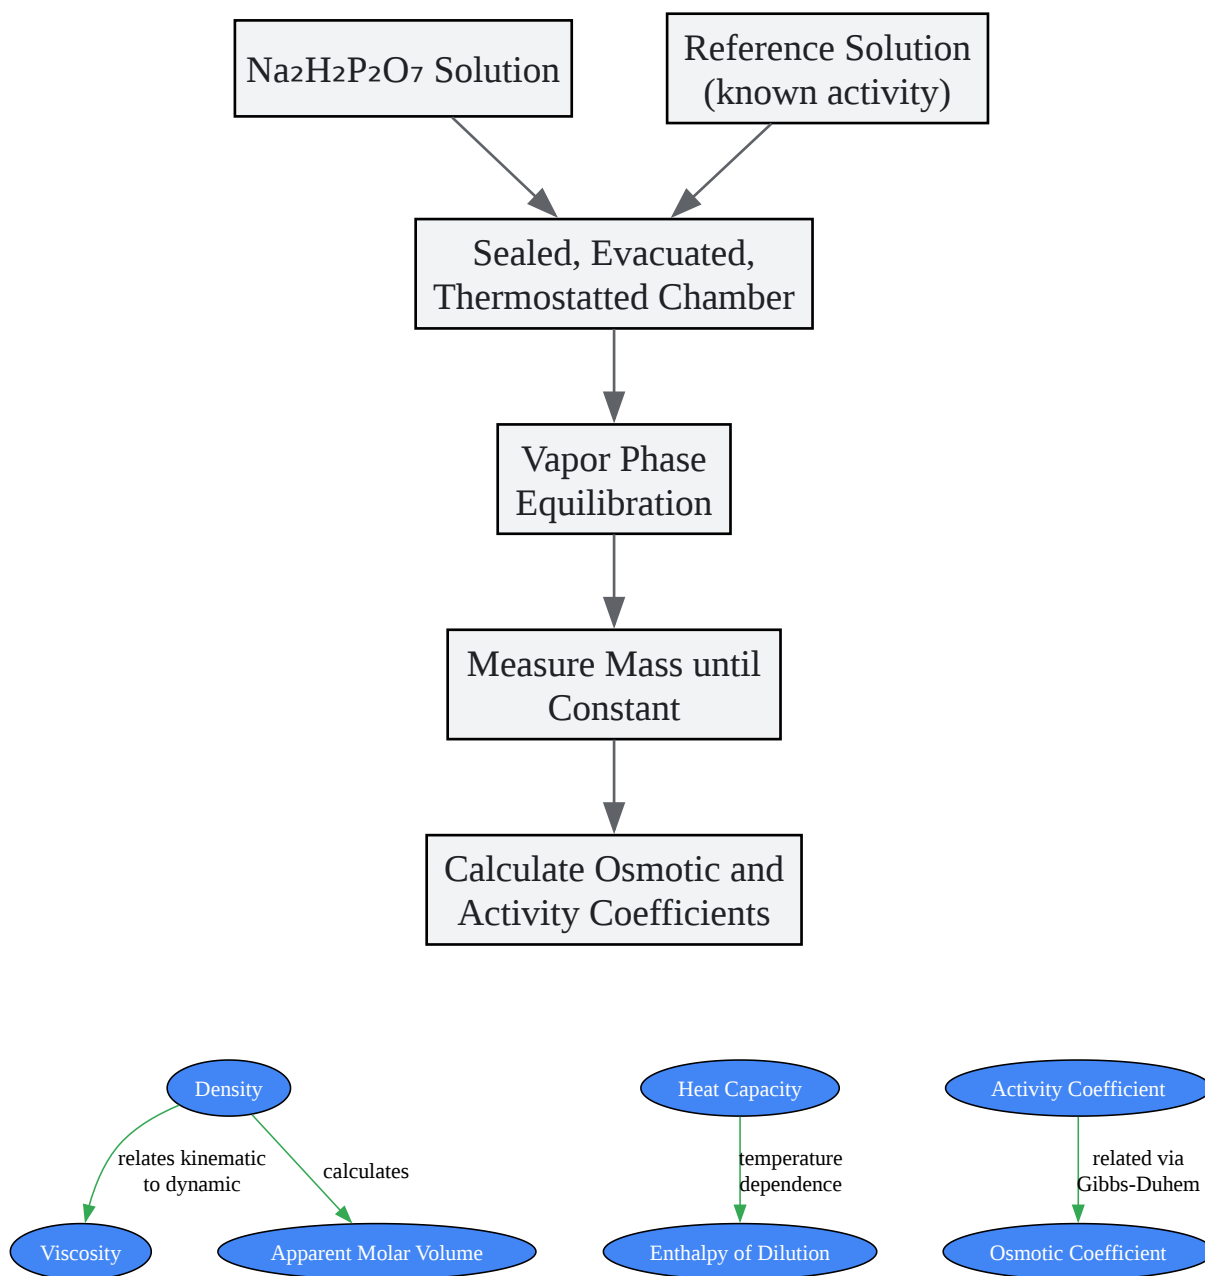 Na₂H₂P₂O₇ Solution
Reference Solution
(known activity)
Sealed, Evacuated,
Thermostatted Chamber
Vapor Phase
Equilibration
Measure Mass until
Constant
Calculate Osmotic and
Activity Coefficients
Density
Heat Capacity
Activity Coefficient
relates kinematic
to dynamic
calculates
temperature
dependence
related via
Gibbs-Duhem
Viscosity
Apparent Molar Volume
Enthalpy of Dilution
Osmotic Coefficient